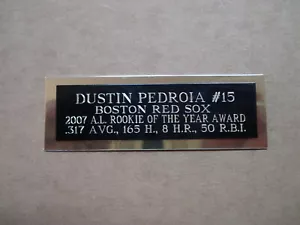 DUSTIN PEDROIA #15
BOSTON RED SOX
2007 A.L. ROOKIE OF THE YEAR AWARD
.317 AVG., 165 H., 8 H.R., 50 R.B.I.